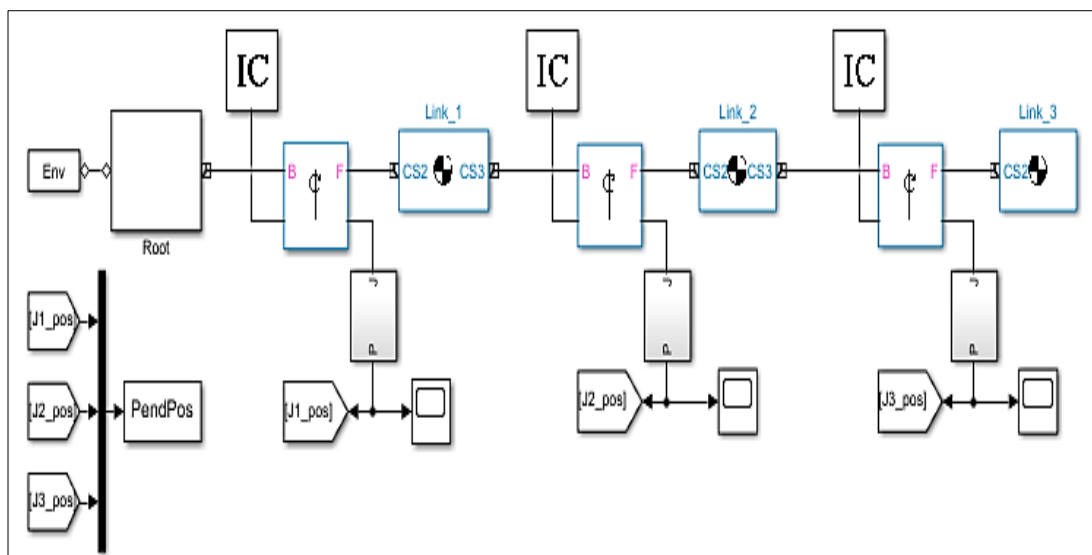 IC
IC
IC
Link_1
Link_2
Link_3
Env
Root
B F
CS2 CS3
B F
CS2 CS3
B F
CS2
J
P
J
P
J
P
[J1_pos]
[J2_pos]
[J3_pos]
PendPos
[J1_pos]
[J2_pos]
[J3_pos]